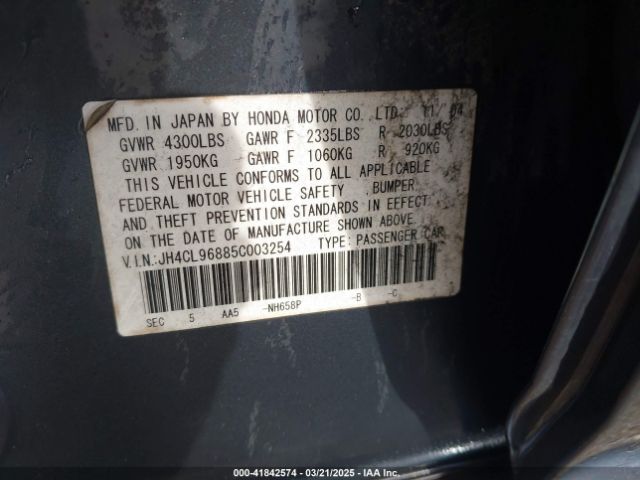 MFD. IN JAPAN BY HONDA MOTOR CO. LTD. 11/04
GVWR 4300LBS GAWR F 2335LBS R 2030LBS
GVWR 1950KG GAWR F 1060KG R 920KG
THIS VEHICLE CONFORMS TO ALL APPLICABLE
FEDERAL MOTOR VEHICLE SAFETY, BUMPER,
AND THEFT PREVENTION STANDARDS IN EFFECT
ON THE DATE OF MANUFACTURE SHOWN ABOVE.
V.I.N.:JH4CL96885C003254 TYPE: PASSENGER CAR
SEC 5 AA5 -NH658P -B -C
000-41842574 | 03/21/2025 | IAA Inc.